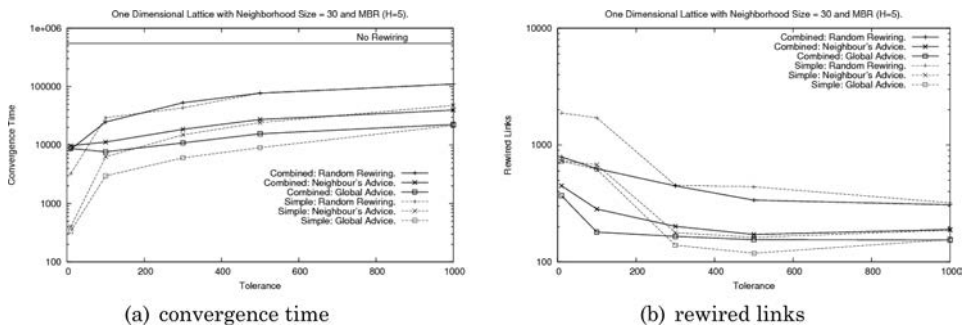 One Dimensional Lattice with Neighborhood Size = 30 and MBR (H=5).
1e+006
100000
10000
1000
100
Convergence Time
No Rewiring
Combined: Random Rewiring.
Combined: Neighbour's Advice.
Combined: Global Advice.
Simple: Random Rewiring.
Simple: Neighbour's Advice.
Simple: Global Advice.
0
200
400
600
800
1000
Tolerance
(a) convergence time
One Dimensional Lattice with Neighborhood Size = 30 and MBR (H=5).
10000
1000
100
Rewired Links
Combined: Random Rewiring.
Combined: Neighbour's Advice.
Combined: Global Advice.
Simple: Random Rewiring.
Simple: Neighbour's Advice.
Simple: Global Advice.
0
200
400
600
800
1000
Tolerance
(b) rewired links